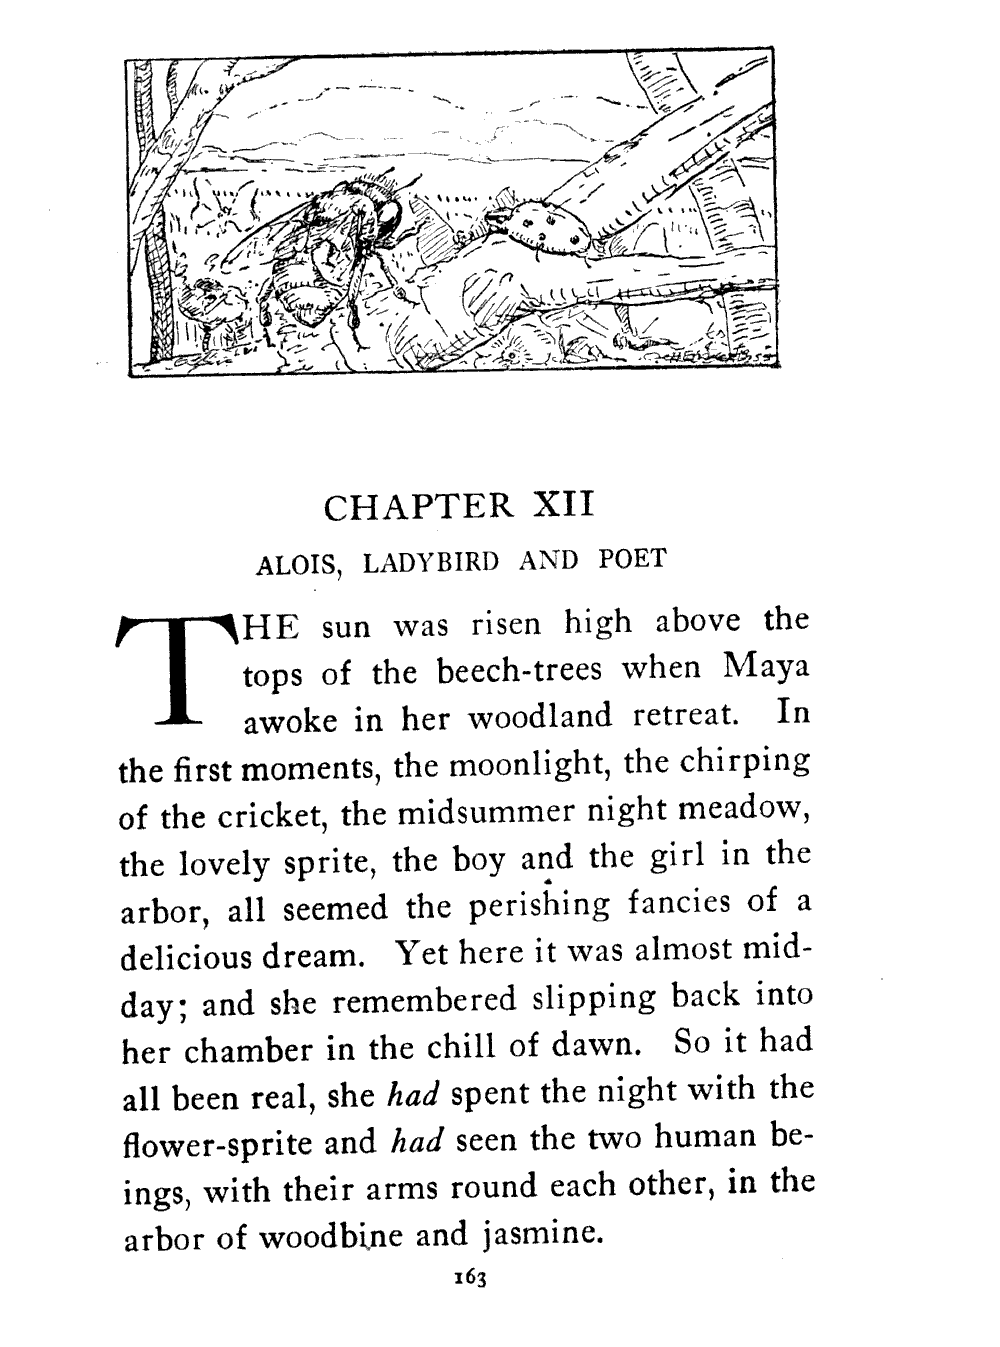 CHAPTER XII
ALOIS, LADYBIRD AND POET
THE sun was risen high above the
tops of the beech-trees when Maya
awoke in her woodland retreat. In
the first moments, the moonlight, the chirping
of the cricket, the midsummer night meadow,
the lovely sprite, the boy and the girl in the
arbor, all seemed the perishing fancies of a
delicious dream. Yet here it was almost mid-
day; and she remembered slipping back into
her chamber in the chill of dawn. So it had
all been real, she had spent the night with the
flower-sprite and had seen the two human be-
ings, with their arms round each other, in the
arbor of woodbine and jasmine.
163